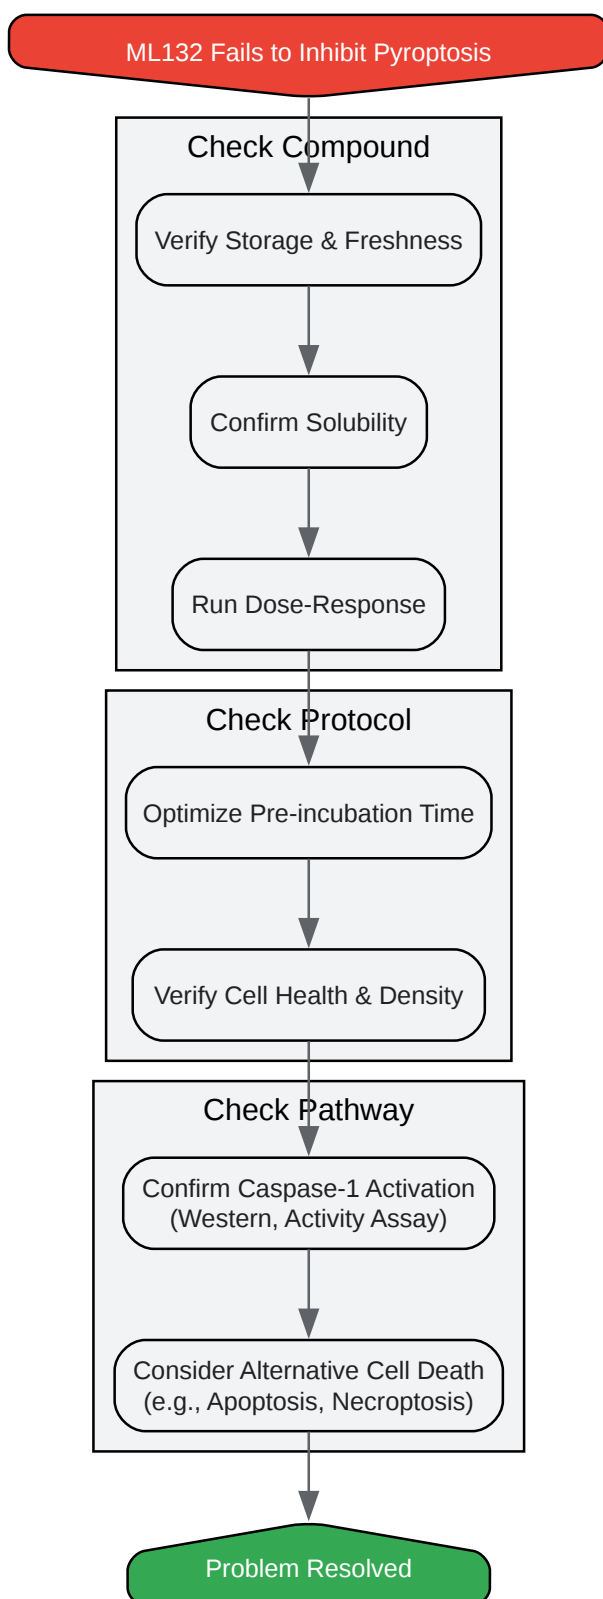 ML132 Fails to Inhibit Pyroptosis
Check Compound
Verify Storage & Freshness
Confirm Solubility
Run Dose-Response
Check Protocol
Optimize Pre-incubation Time
Verify Cell Health & Density
Check Pathway
Confirm Caspase-1 Activation
(Western, Activity Assay)
Consider Alternative Cell Death
(e.g., Apoptosis, Necroptosis)
Problem Resolved